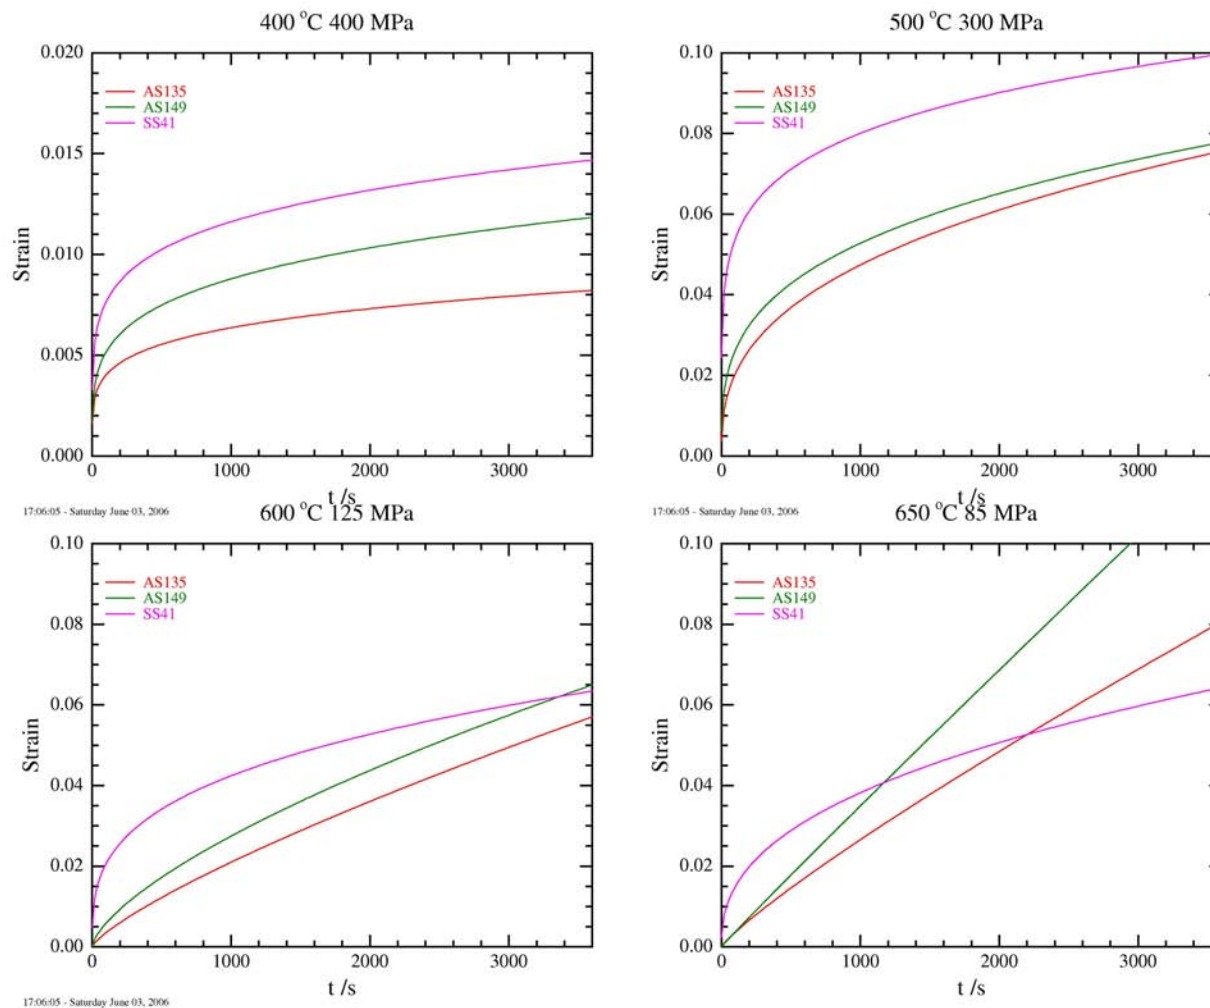 400 °C 400 MPa
0.020
0.015
0.010
0.005
0.000
Strain
AS135
AS149
SS41
0
1000
2000
3000
t /s
17:06:05 - Saturday June 03, 2006
500 °C 300 MPa
0.10
0.08
0.06
0.04
0.02
0.00
Strain
AS135
AS149
SS41
0
1000
2000
3000
t /s
17:06:05 - Saturday June 03, 2006
600 °C 125 MPa
0.10
0.08
0.06
0.04
0.02
0.00
Strain
AS135
AS149
SS41
0
1000
2000
3000
t /s
17:06:05 - Saturday June 03, 2006
650 °C 85 MPa
0.10
0.08
0.06
0.04
0.02
0.00
Strain
AS135
AS149
SS41
0
1000
2000
3000
t /s